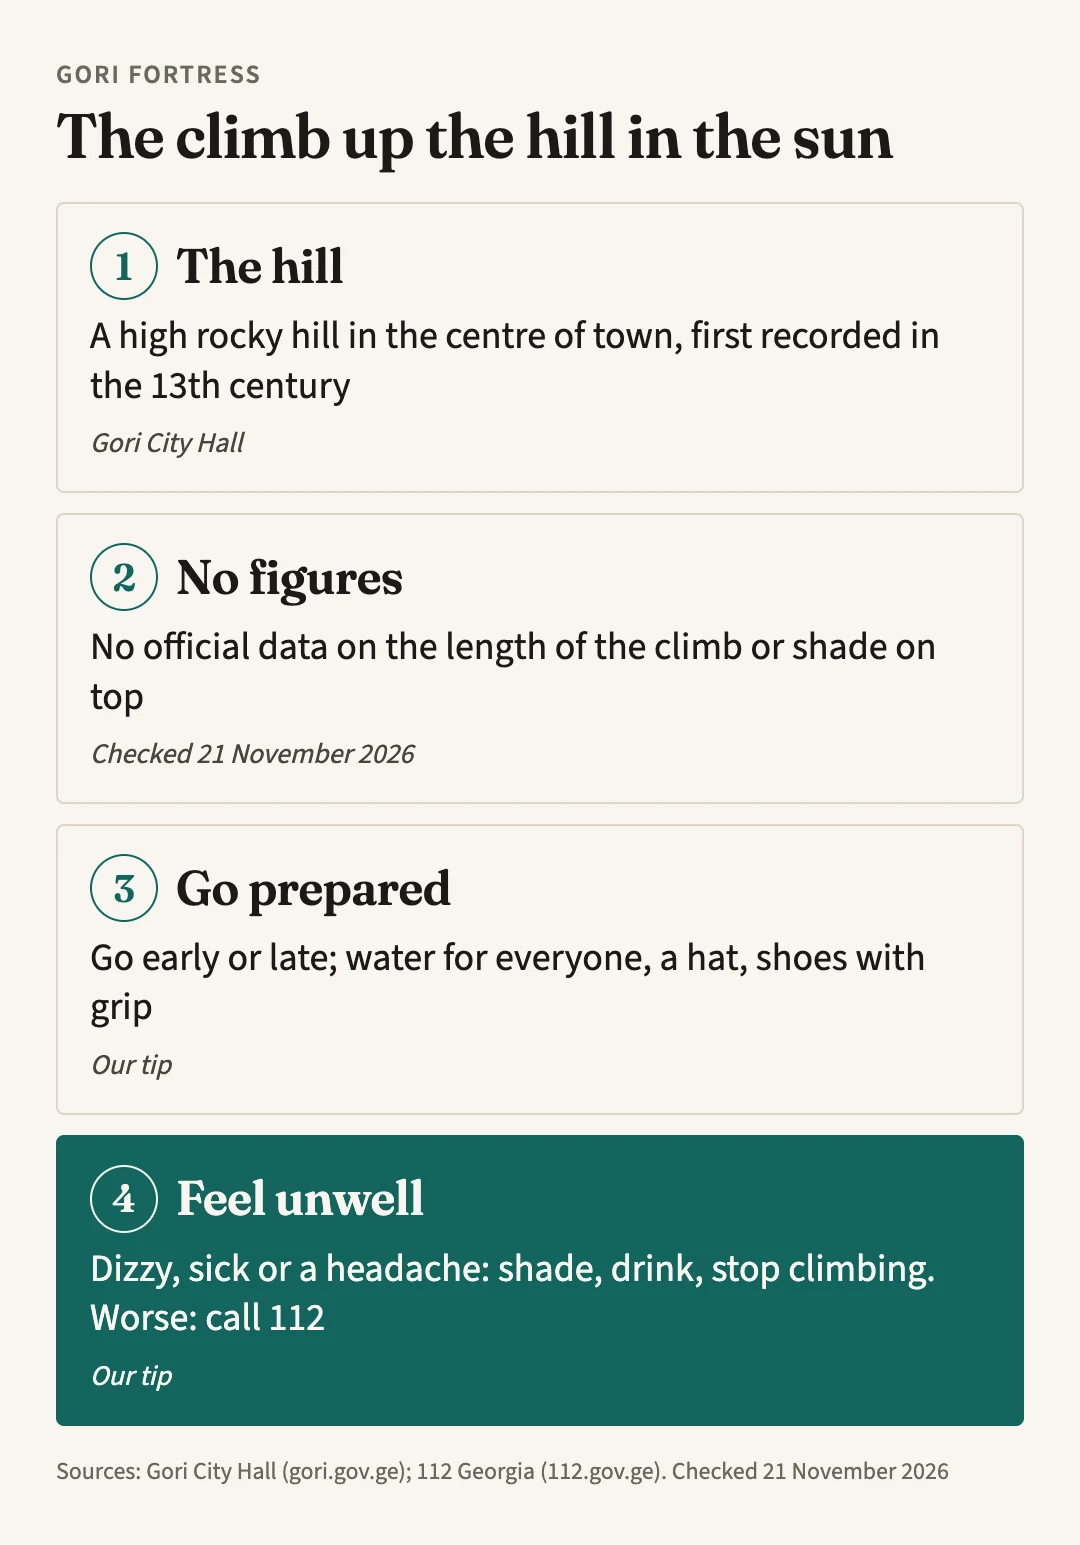 GORI FORTRESS
The climb up the hill in the sun
1 The hill
A high rocky hill in the centre of town, first recorded in
the 13th century
Gori City Hall
2 No figures
No official data on the length of the climb or shade on
top
Checked 21 November 2026
3 Go prepared
Go early or late; water for everyone, a hat, shoes with
grip
Our tip
4 Feel unwell
Dizzy, sick or a headache: shade, drink, stop climbing.
Worse: call 112
Our tip
Sources: Gori City Hall (gori.gov.ge); 112 Georgia (112.gov.ge). Checked 21 November 2026